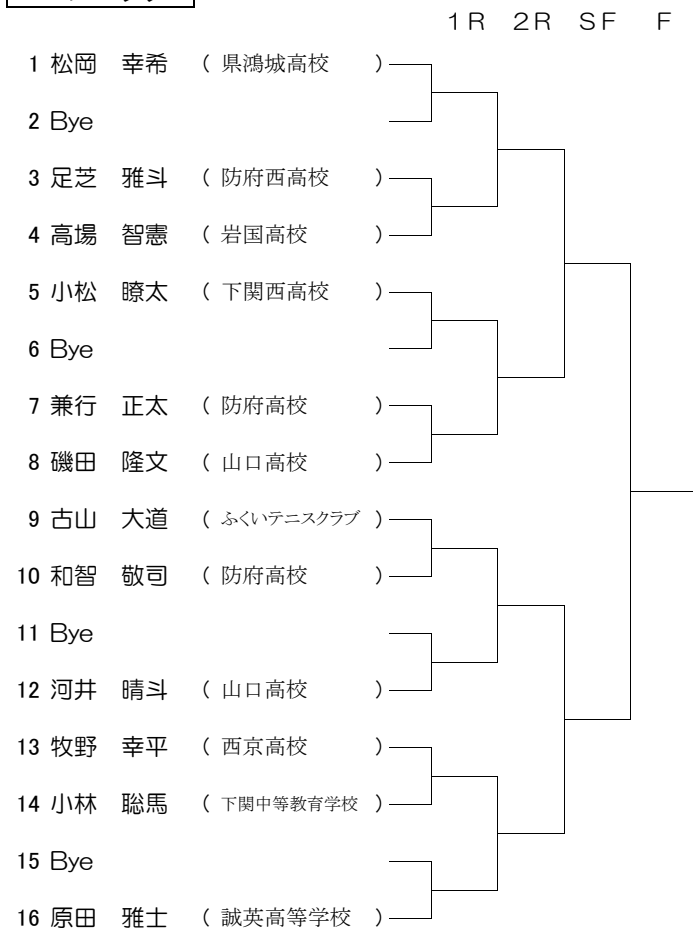 １Ｒ ２Ｒ ＳＦ Ｆ
1 松岡　幸希 （ 県鴻城高校 ）
2 Bye
3 足芝　雅斗 （ 防府西高校 ）
4 高場　智憲 （ 岩国高校 ）
5 小松　瞭太 （ 下関西高校 ）
6 Bye
7 兼行　正太 （ 防府高校 ）
8 磯田　隆文 （ 山口高校 ）
9 古山　大道 （ ふくいテニスクラブ ）
10 和智　敬司 （ 防府高校 ）
11 Bye
12 河井　晴斗 （ 山口高校 ）
13 牧野　幸平 （ 西京高校 ）
14 小林　聡馬 （ 下関中等教育学校 ）
15 Bye
16 原田　雅士 （ 誠英高等学校 ）